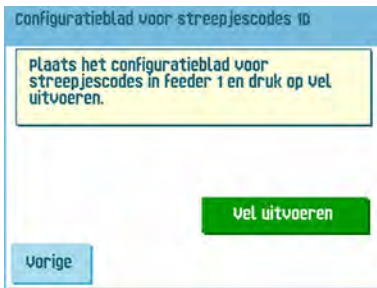 Configuratieblad voor streepjescodes 1D
Plaats het configuratieblad voor
streepjescodes in feeder 1 en druk op Vel
uitvoeren.
Vel uitvoeren
Vorige